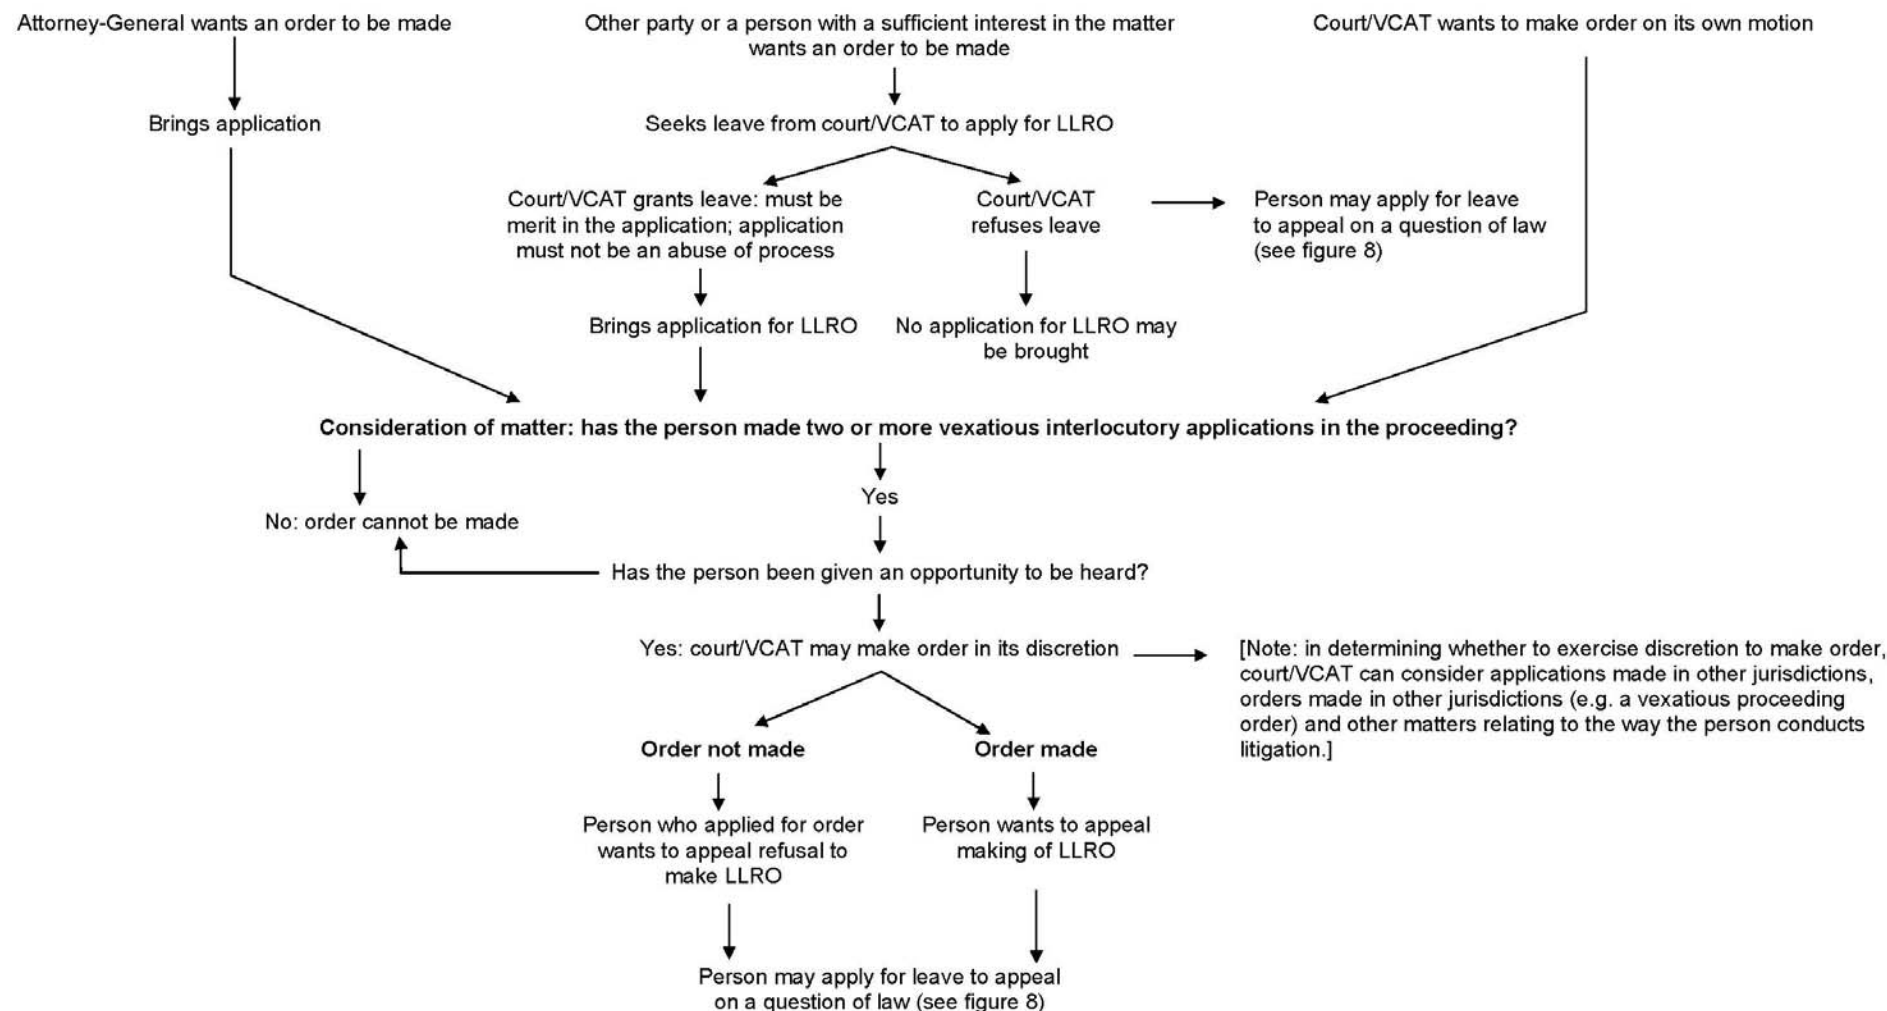 Attorney-General wants an order to be made
Other party or a person with a sufficient interest in the matter
wants an order to be made
Court/VCAT wants to make order on its own motion
Brings application
Seeks leave from court/VCAT to apply for LLRO
Court/VCAT grants leave: must be
merit in the application; application
must not be an abuse of process
Court/VCAT
refuses leave
Person may apply for leave
to appeal on a question of law
(see figure 8)
Brings application for LLRO
No application for LLRO may
be brought
Consideration of matter: has the person made two or more vexatious interlocutory applications in the proceeding?
Yes
No: order cannot be made
Has the person been given an opportunity to be heard?
Yes: court/VCAT may make order in its discretion
[Note: in determining whether to exercise discretion to make order,
court/VCAT can consider applications made in other jurisdictions,
orders made in other jurisdictions (e.g. a vexatious proceeding
order) and other matters relating to the way the person conducts
litigation.]
Order not made
Order made
Person who applied for order
wants to appeal refusal to
make LLRO
Person wants to appeal
making of LLRO
Person may apply for leave to appeal
on a question of law (see figure 8)